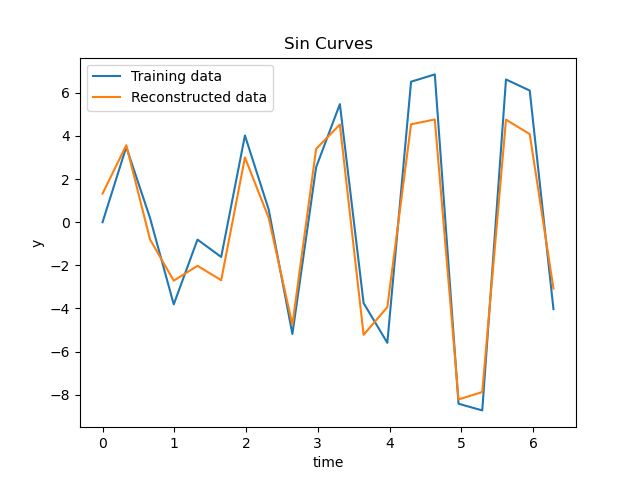 Sin Curves
Training data
Reconstructed data
6
4
2
0
−2
−4
−6
−8
y
0 1 2 3 4 5 6
time